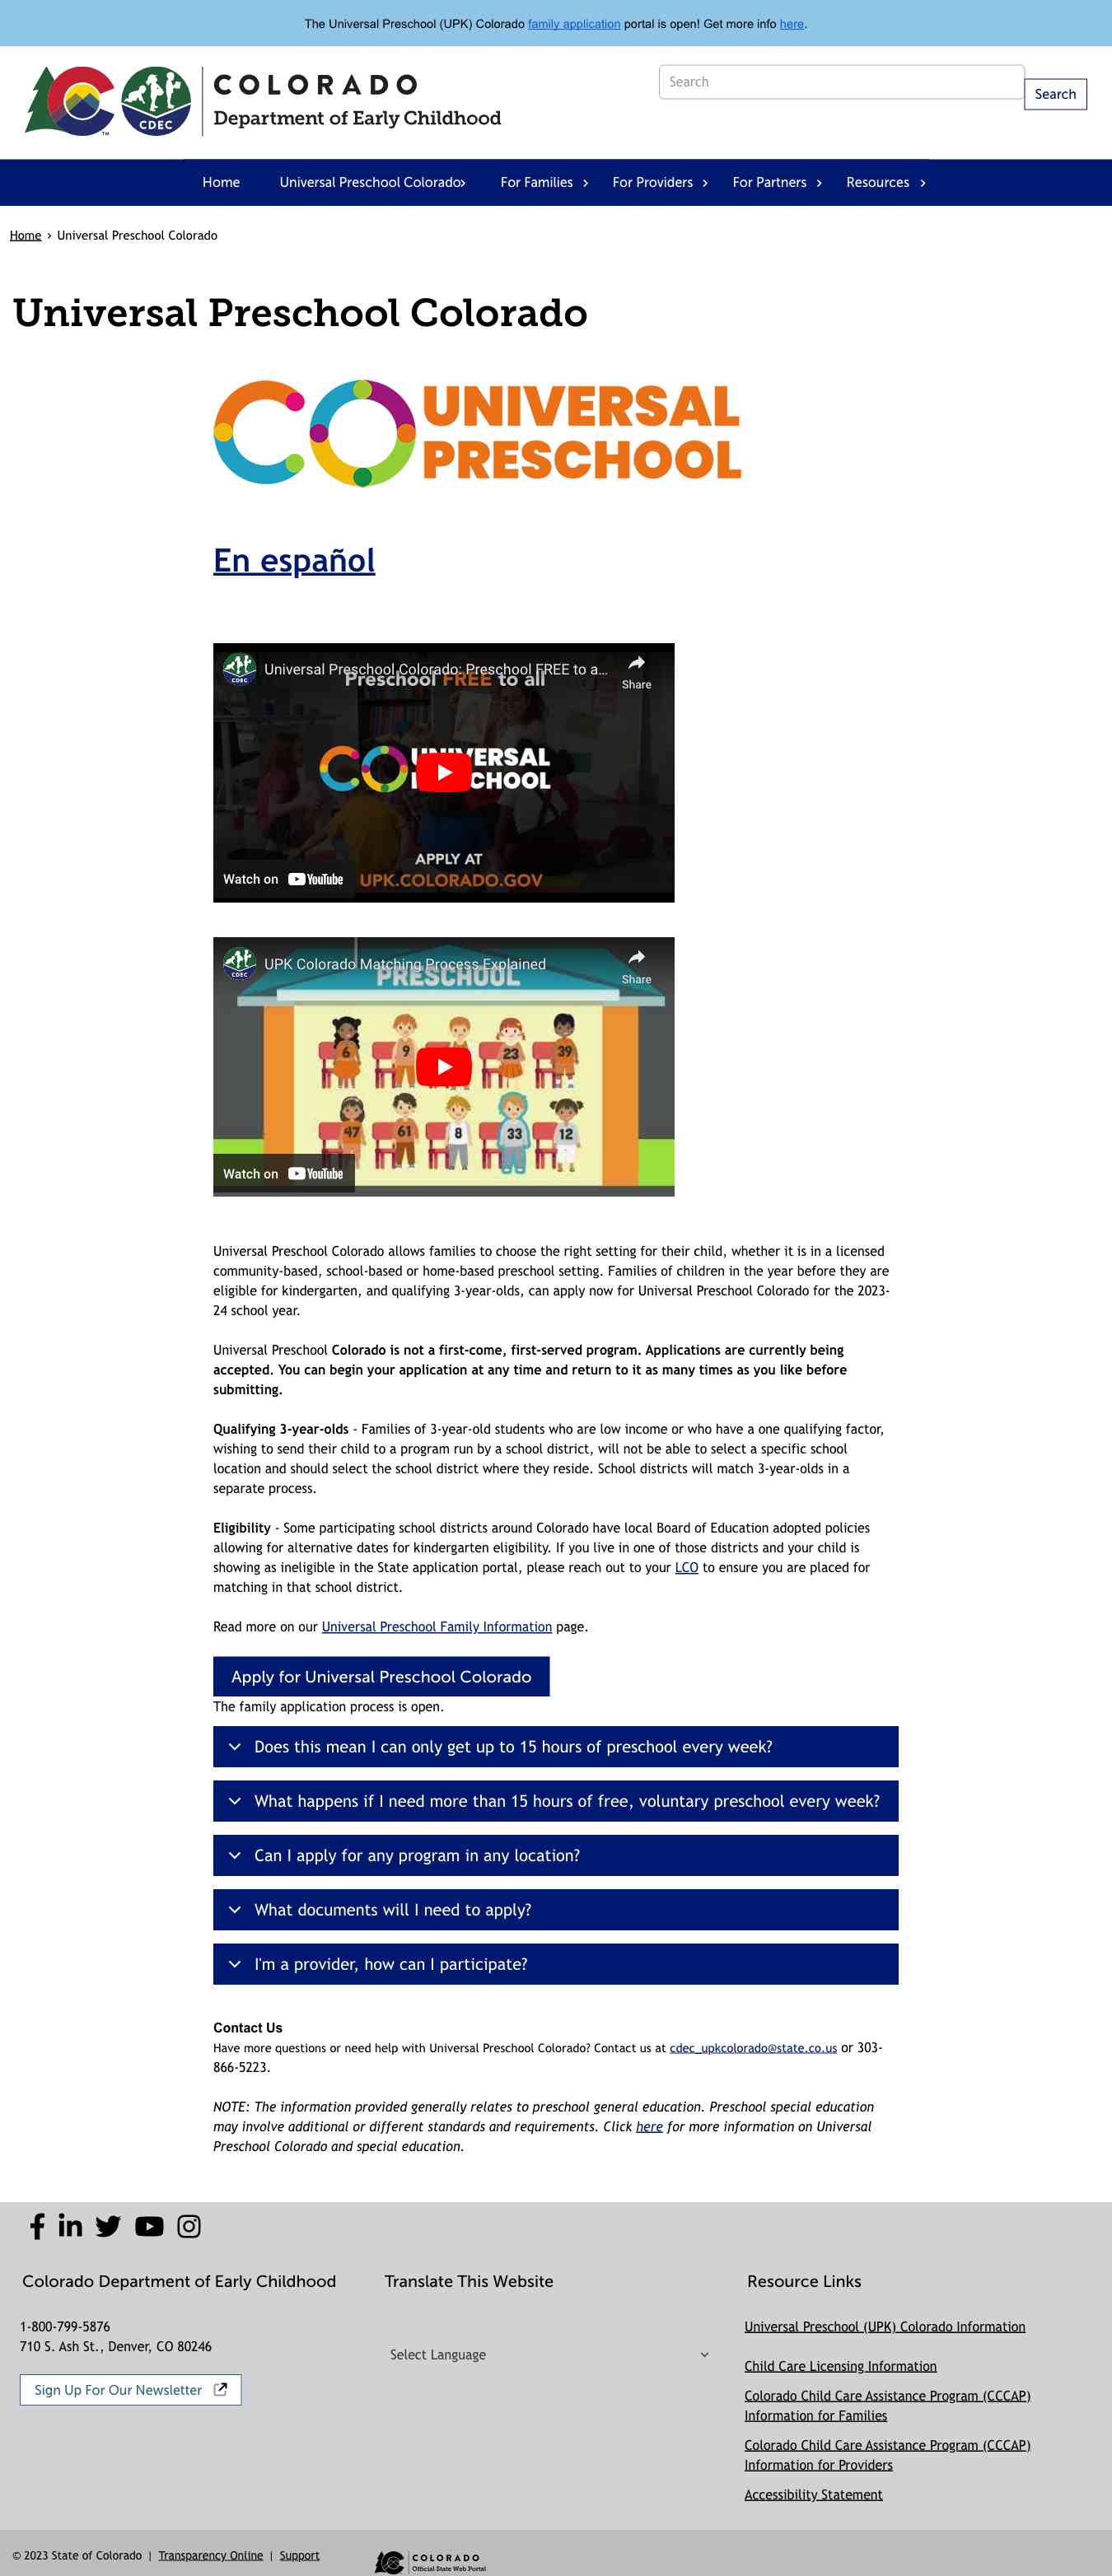 The Universal Preschool (UPK) Colorado family application portal is open! Get more info here.
COLORADO
Department of Early Childhood
CDEC
TM
Search
Search
Home
Universal Preschool Colorado
For Families
For Providers
For Partners
Resources
Home › Universal Preschool Colorado
Universal Preschool Colorado
CO UNIVERSAL
PRESCHOOL
En español
CDEC
Universal Preschool Colorado: Preschool FREE to a...
Share
Preschool FREE to all
APPLY AT
UPK.COLORADO.GOV
Watch on YouTube
CDEC
UPK Colorado Matching Process Explained
Share
PRESCHOOL
6 9 23 39
47 61 8 33 12
Watch on YouTube
Universal Preschool Colorado allows families to choose the right setting for their child, whether it is in a licensed
community-based, school-based or home-based preschool setting. Families of children in the year before they are
eligible for kindergarten, and qualifying 3-year-olds, can apply now for Universal Preschool Colorado for the 2023-
24 school year.
Universal Preschool Colorado is not a first-come, first-served program. Applications are currently being
accepted. You can begin your application at any time and return to it as many times as you like before
submitting.
Qualifying 3-year-olds - Families of 3-year-old students who are low income or who have a one qualifying factor,
wishing to send their child to a program run by a school district, will not be able to select a specific school
location and should select the school district where they reside. School districts will match 3-year-olds in a
separate process.
Eligibility - Some participating school districts around Colorado have local Board of Education adopted policies
allowing for alternative dates for kindergarten eligibility. If you live in one of those districts and your child is
showing as ineligible in the State application portal, please reach out to your LCO to ensure you are placed for
matching in that school district.
Read more on our Universal Preschool Family Information page.
Apply for Universal Preschool Colorado
The family application process is open.
Does this mean I can only get up to 15 hours of preschool every week?
What happens if I need more than 15 hours of free, voluntary preschool every week?
Can I apply for any program in any location?
What documents will I need to apply?
I'm a provider, how can I participate?
Contact Us
Have more questions or need help with Universal Preschool Colorado? Contact us at cdec_upkcolorado@state.co.us or 303-
866-5223.
NOTE: The information provided generally relates to preschool general education. Preschool special education
may involve additional or different standards and requirements. Click here for more information on Universal
Preschool Colorado and special education.
Colorado Department of Early Childhood
1-800-799-5876
710 S. Ash St., Denver, CO 80246
Sign Up For Our Newsletter
Translate This Website
Select Language
Resource Links
Universal Preschool (UPK) Colorado Information
Child Care Licensing Information
Colorado Child Care Assistance Program (CCCAP)
Information for Families
Colorado Child Care Assistance Program (CCCAP)
Information for Providers
Accessibility Statement
© 2023 State of Colorado | Transparency Online | Support
COLORADO
Official State Web Portal